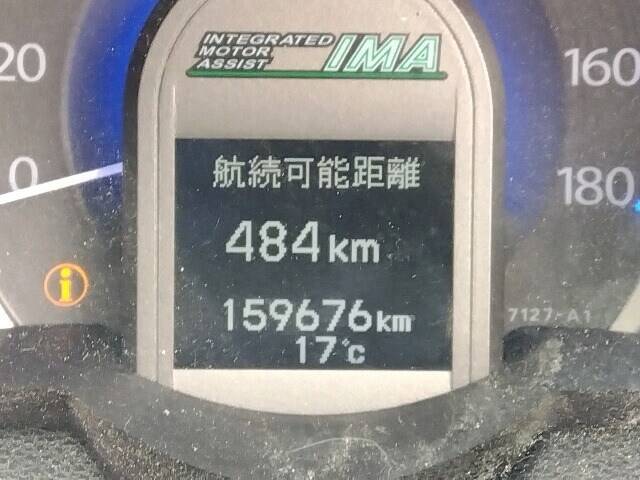 INTEGRATED
MOTOR
ASSIST
IMA
20
0
160
180
航続可能距離
484km
159676km
17℃
7127-A1